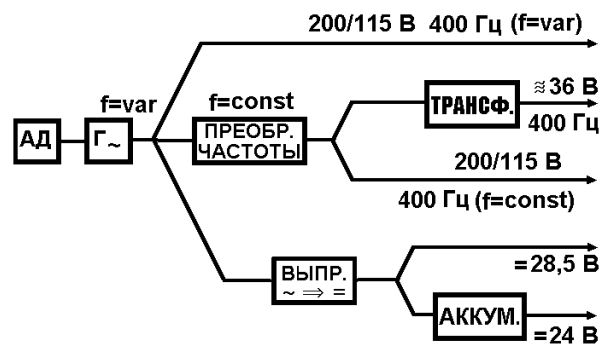 200/115 В 400 Гц (f=var)
f=var
f=const
АД
Г~
ПРЕОБР.
ЧАСТОТЫ
ТРАНСФ.
≈36 В
400 Гц
200/115 В
400 Гц (f=const)
ВЫПР.
~ ⇒ =
=28,5 В
АККУМ.
=24 В